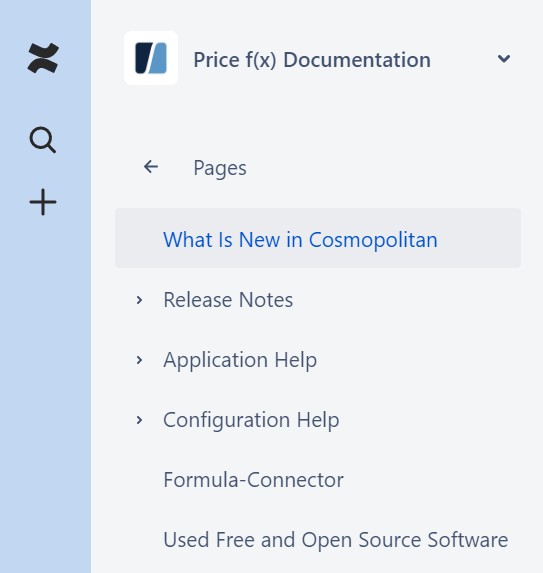 Price f(x) Documentation
Pages
What Is New in Cosmopolitan
Release Notes
Application Help
Configuration Help
Formula-Connector
Used Free and Open Source Software